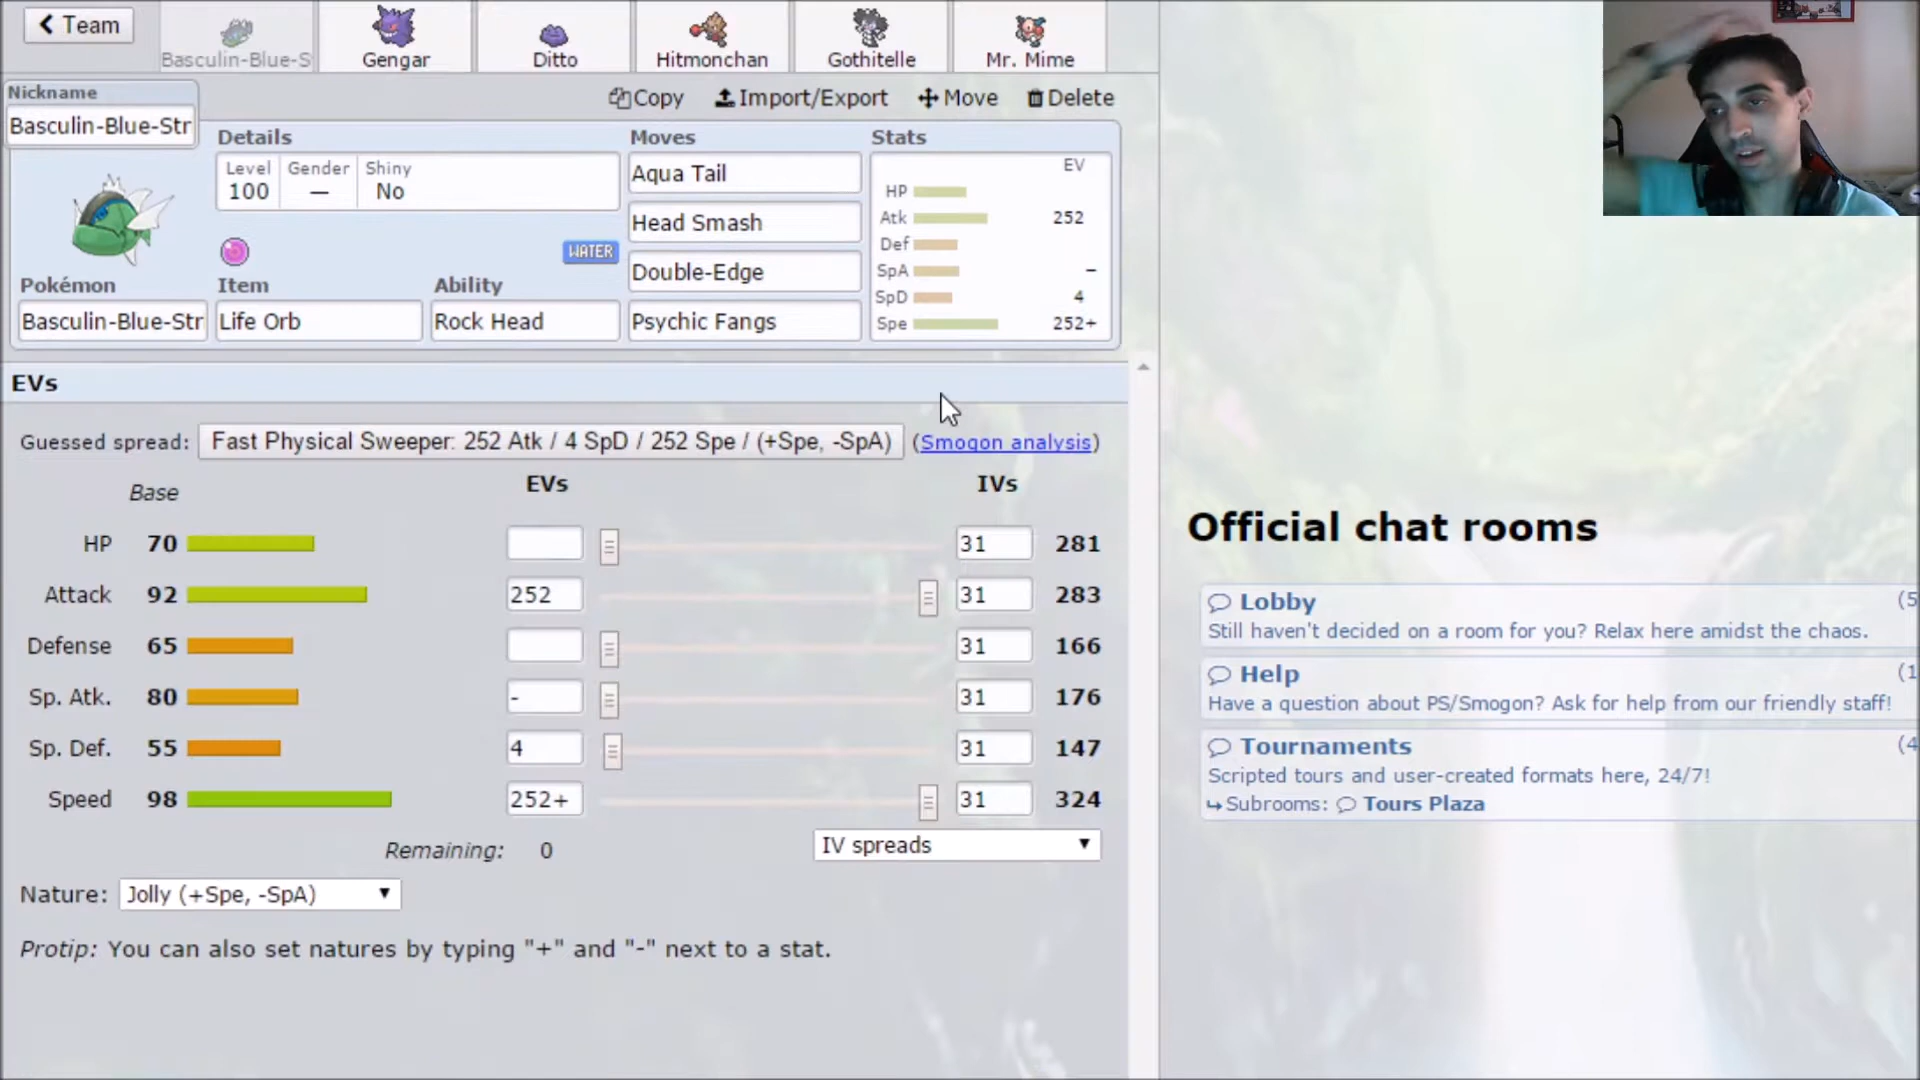 Team
Basculin-Blue-S
Gengar
Ditto
Hitmonchan
Gothitelle
Mr. Mime
Nickname
Basculin-Blue-Str
Copy
Import/Export
Move
Delete
Details
Level
100
Gender
—
Shiny
No
WATER
Pokémon
Basculin-Blue-Str
Item
Life Orb
Ability
Rock Head
Moves
Aqua Tail
Head Smash
Double-Edge
Psychic Fangs
Stats
EV
HP
Atk 252
Def
SpA –
SpD 4
Spe 252+
EVs
Guessed spread: Fast Physical Sweeper: 252 Atk / 4 SpD / 252 Spe / (+Spe, -SpA) (Smogon analysis)
Base EVs IVs
HP 70 31 281
Attack 92 252 31 283
Defense 65 31 166
Sp. Atk. 80 - 31 176
Sp. Def. 55 4 31 147
Speed 98 252+ 31 324
Remaining: 0
IV spreads
Nature: Jolly (+Spe, -SpA)
Protip: You can also set natures by typing "+" and "-" next to a stat.
Official chat rooms
Lobby (5
Still haven't decided on a room for you? Relax here amidst the chaos.
Help (1
Have a question about PS/Smogon? Ask for help from our friendly staff!
Tournaments (4
Scripted tours and user-created formats here, 24/7!
↳Subrooms: Tours Plaza